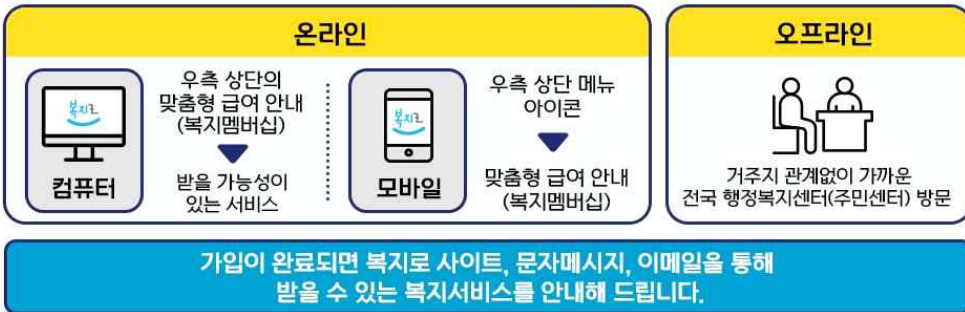 온라인
오프라인
복지로
컴퓨터
우측 상단의
맞춤형 급여 안내
(복지멤버십)
받을 가능성이
있는 서비스
복지로
모바일
우측 상단 메뉴
아이콘
맞춤형 급여 안내
(복지멤버십)
거주지 관계없이 가까운
전국 행정복지센터(주민센터) 방문
가입이 완료되면 복지로 사이트, 문자메시지, 이메일을 통해
받을 수 있는 복지서비스를 안내해 드립니다.